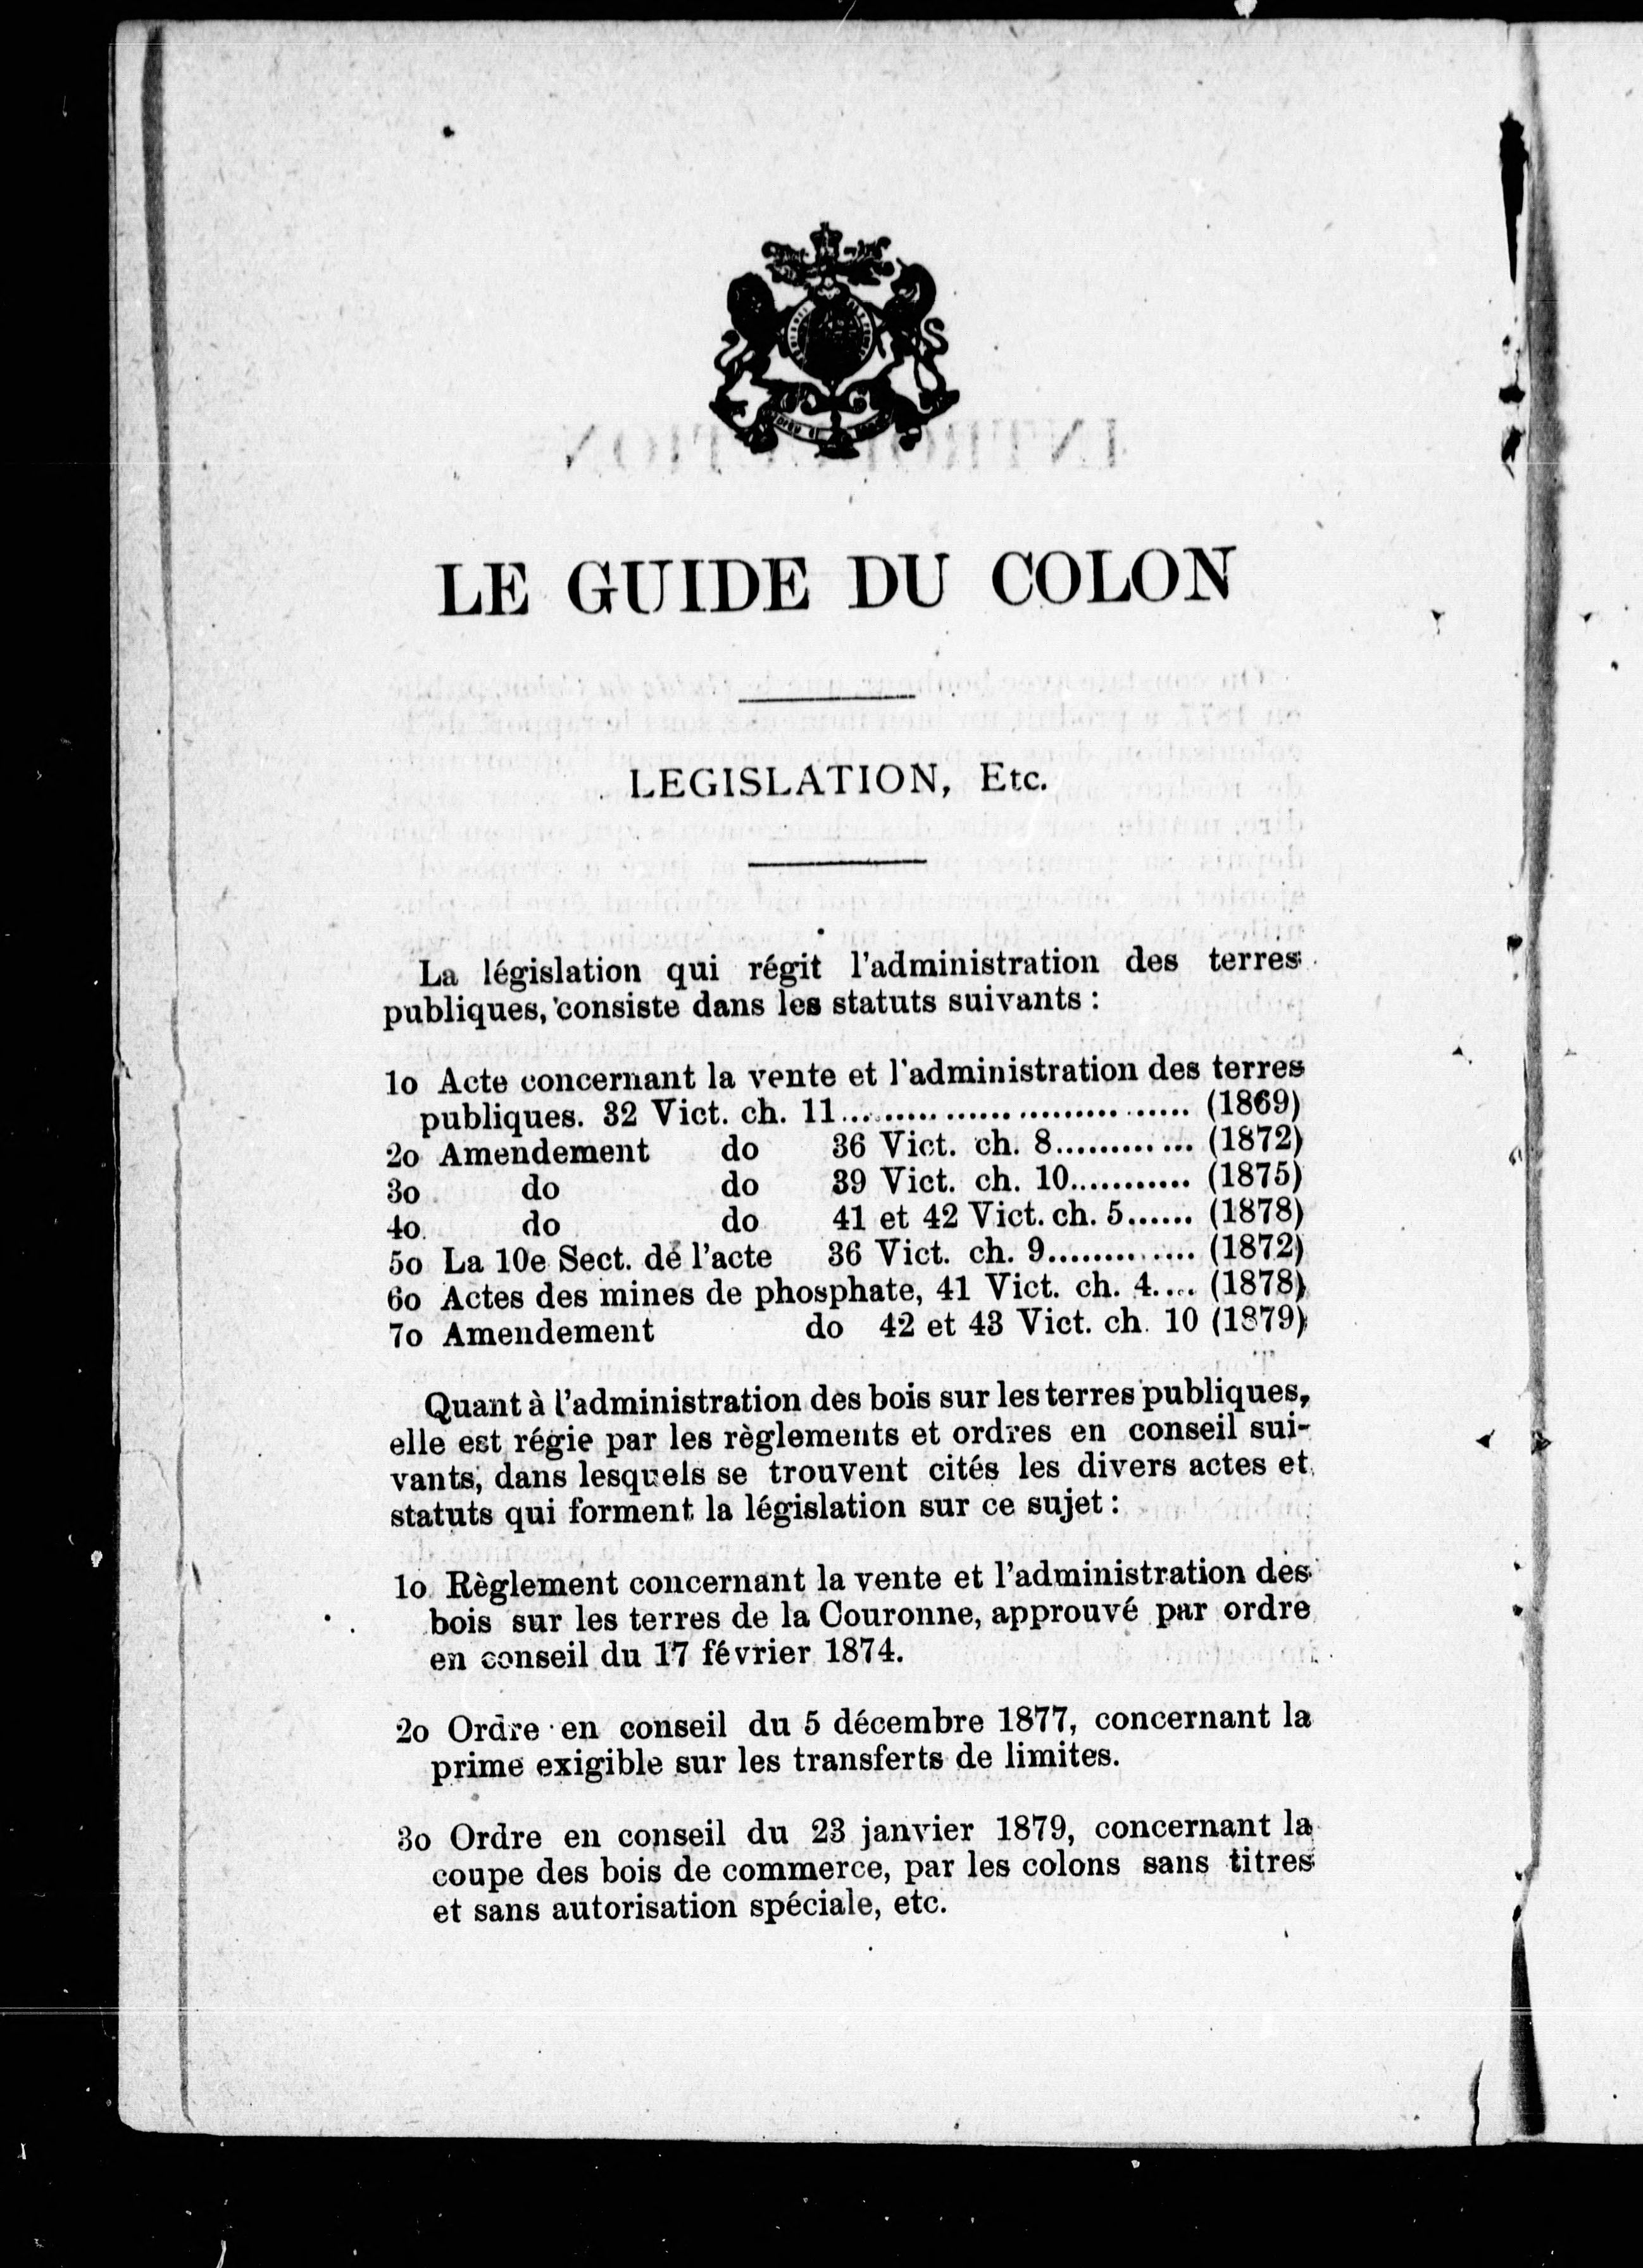 LE GUIDE DU COLON
LEGISLATION, Etc.
La législation qui régit l'administration des terres
publiques, consiste dans les statuts suivants :
1o Acte concernant la vente et l'administration des terres
publiques. 32 Vict. ch. 11.............................. (1869)
2o Amendement do 36 Vict. ch. 8............ (1872)
3o do do 39 Vict. ch. 10........... (1875)
4o do do 41 et 42 Vict. ch. 5...... (1878)
5o La 10e Sect. de l'acte 36 Vict. ch. 9............ (1872)
6o Actes des mines de phosphate, 41 Vict. ch. 4.... (1878)
7o Amendement do 42 et 43 Vict. ch. 10 (1879)
Quant à l'administration des bois sur les terres publiques,
elle est régie par les règlements et ordres en conseil sui-
vants, dans lesquels se trouvent cités les divers actes et
statuts qui forment la législation sur ce sujet :
1o Règlement concernant la vente et l'administration des
bois sur les terres de la Couronne, approuvé par ordre
en conseil du 17 février 1874.
2o Ordre en conseil du 5 décembre 1877, concernant la
prime exigible sur les transferts de limites.
3o Ordre en conseil du 23 janvier 1879, concernant la
coupe des bois de commerce, par les colons sans titres
et sans autorisation spéciale, etc.